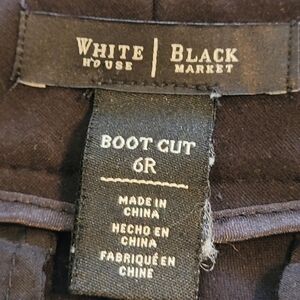 WHITE | BLACK
HOUSE | MARKET
BOOT CUT
6R
MADE IN
CHINA
HECHO EN
CHINA
FABRIQUÉ EN
CHINE